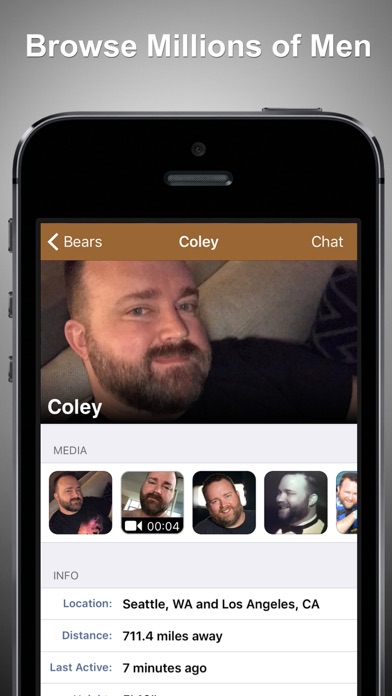 Browse Millions of Men
Bears Coley Chat
Coley
MEDIA
00:04
INFO
Location: Seattle, WA and Los Angeles, CA
Distance: 711.4 miles away
Last Active: 7 minutes ago